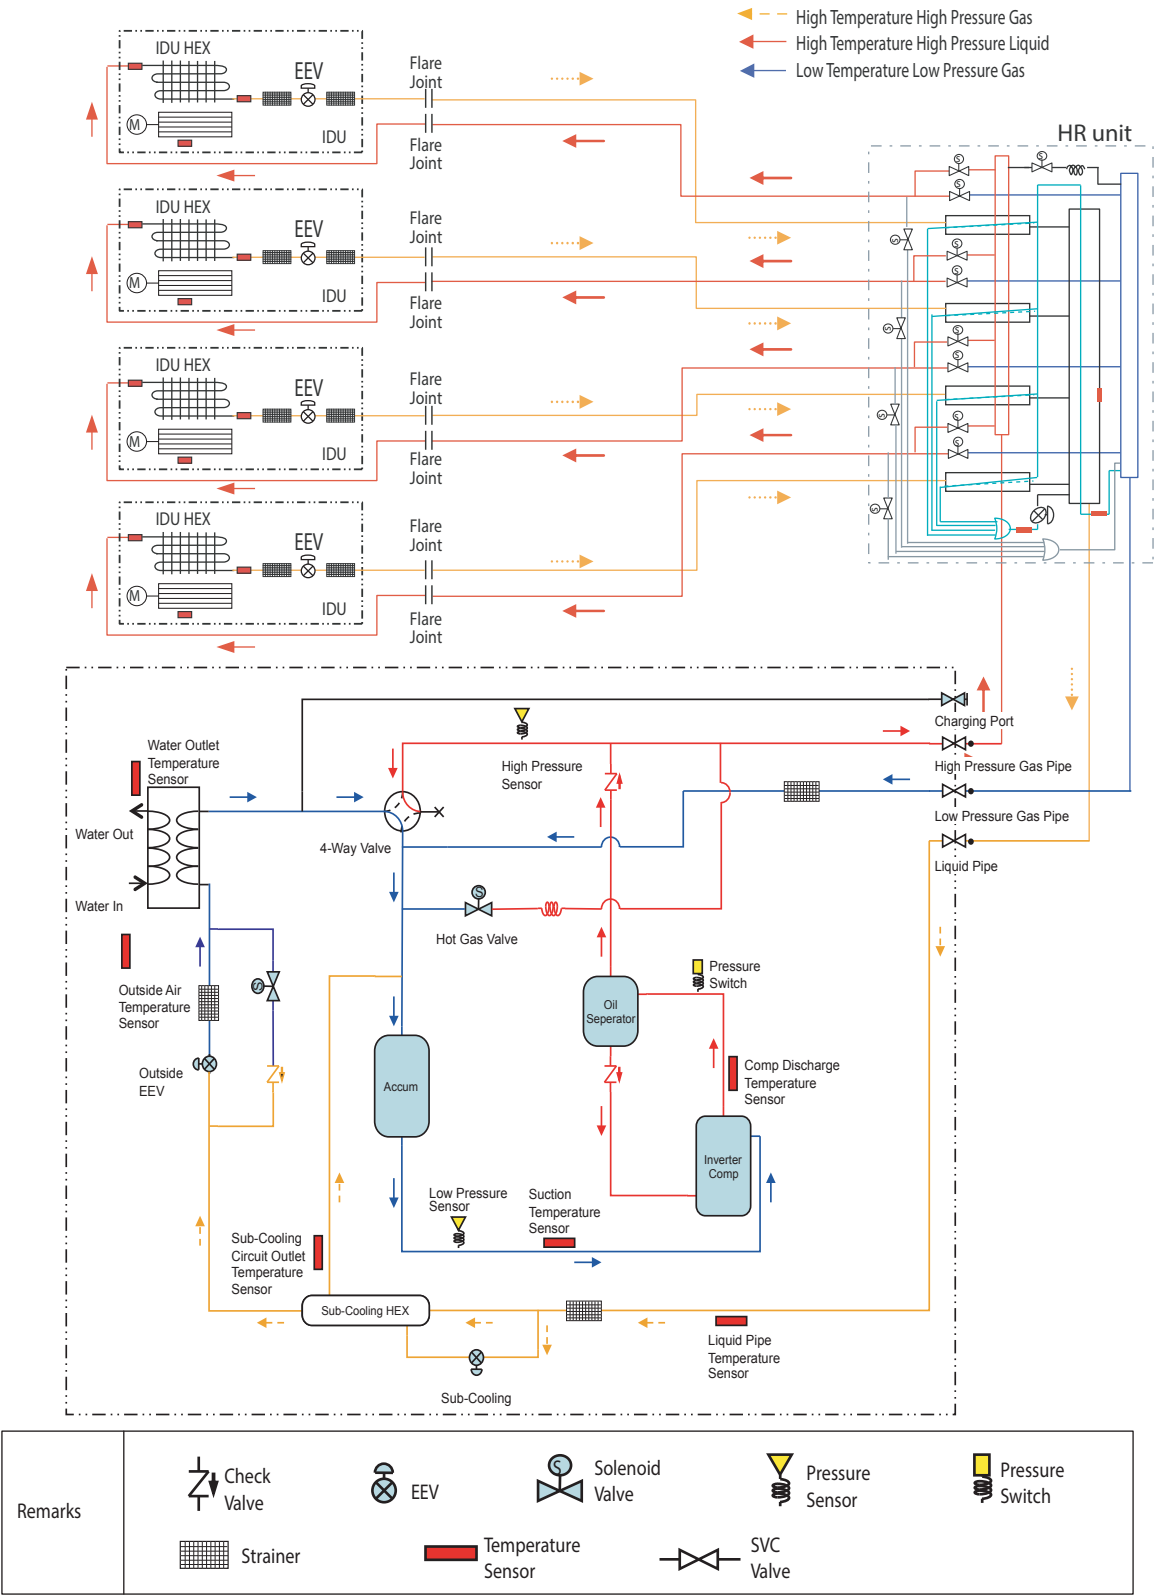 High Temperature High Pressure Gas
High Temperature High Pressure Liquid
Low Temperature Low Pressure Gas
HR unit
IDU HEX
EEV
M
IDU
Flare
Joint
Flare
Joint
IDU HEX
EEV
M
IDU
Flare
Joint
Flare
Joint
IDU HEX
EEV
M
IDU
Flare
Joint
Flare
Joint
IDU HEX
EEV
M
IDU
Flare
Joint
Flare
Joint
S
S
S
S
S
S
S
S
S
S
S
S
S
Charging Port
High Pressure Gas Pipe
Low Pressure Gas Pipe
Liquid Pipe
Water Outlet
Temperature
Sensor
Water Out
Water In
High Pressure
Sensor
4-Way Valve
S
Hot Gas Valve
Outside Air
Temperature
Sensor
S
Outside
EEV
Oil
Seperator
Pressure
Switch
Accum
Comp Discharge
Temperature
Sensor
Inverter
Comp
Low Pressure
Sensor
Suction
Temperature
Sensor
Sub-Cooling
Circuit Outlet
Temperature
Sensor
Sub-Cooling HEX
Sub-Cooling
Liquid Pipe
Temperature
Sensor
Remarks
Check
Valve
EEV
S
Solenoid
Valve
Pressure
Sensor
Pressure
Switch
Strainer
Temperature
Sensor
SVC
Valve